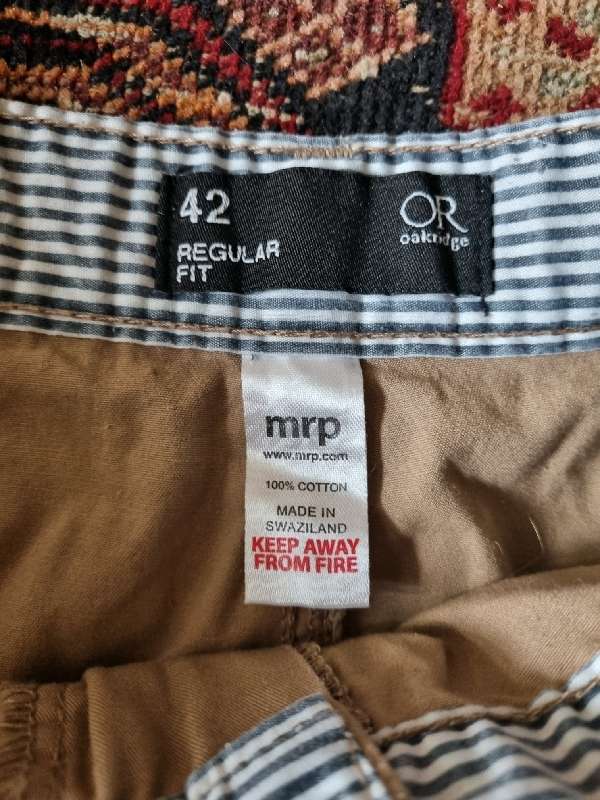 42
REGULAR
FIT
OR
oakridge
mrp
www.mrp.com
100% COTTON
MADE IN
SWAZILAND
KEEP AWAY
FROM FIRE